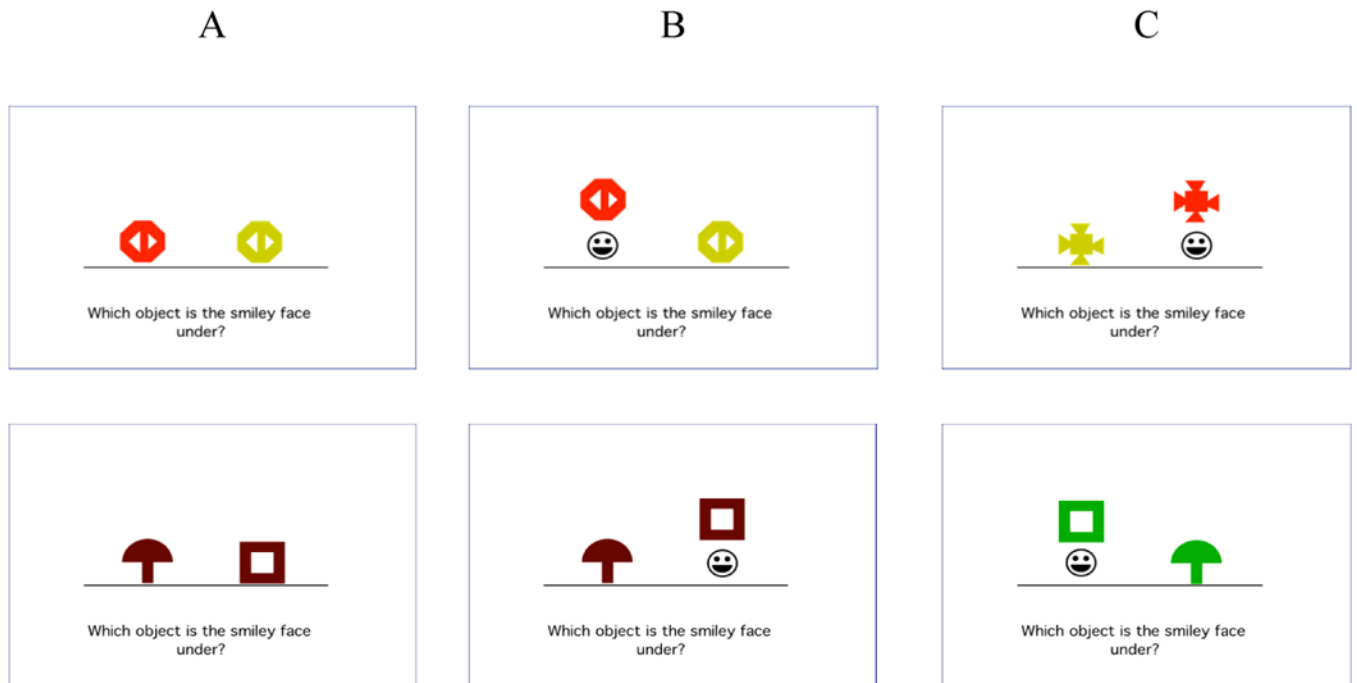 A
B
C
Which object is the smiley face
under?
Which object is the smiley face
under?
Which object is the smiley face
under?
Which object is the smiley face
under?
Which object is the smiley face
under?
Which object is the smiley face
under?